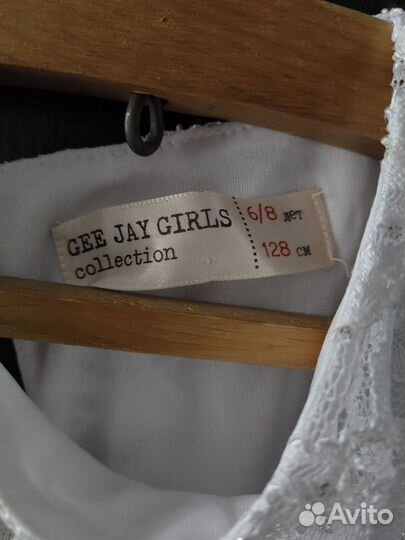 GEE JAY GIRLS
collection
6/8 лет
128 см
Avito